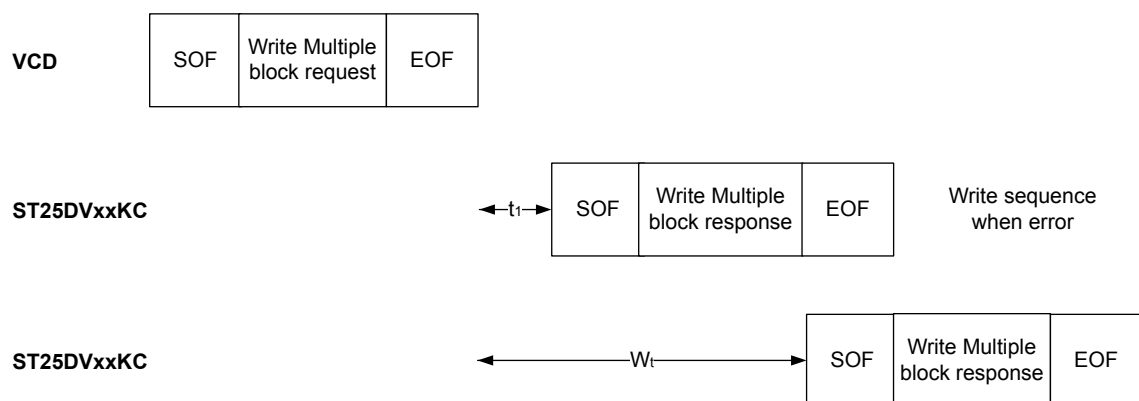 VCD
SOF
Write Multiple
block request
EOF
ST25DVxxKC
t1
SOF
Write Multiple
block response
EOF
Write sequence
when error
ST25DVxxKC
Wt
SOF
Write Multiple
block response
EOF